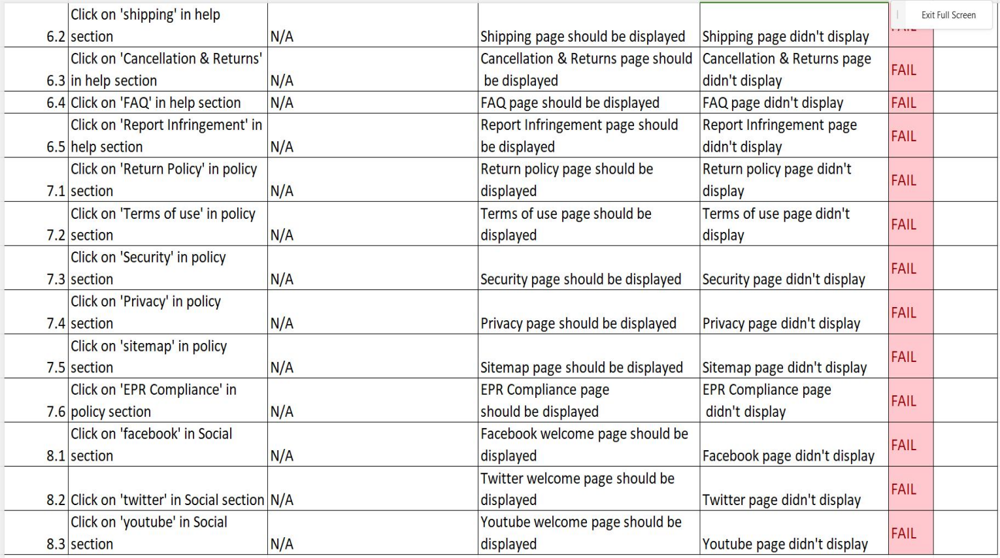 Exit Full Screen
Click on 'shipping' in help
6.2 section N/A Shipping page should be displayed Shipping page didn't display FAIL
Click on 'Cancellation & Returns' Cancellation & Returns page should Cancellation & Returns page
6.3 in help section N/A be displayed didn't display FAIL
6.4 Click on 'FAQ' in help section N/A FAQ page should be displayed FAQ page didn't display FAIL
Click on 'Report Infringement' in Report Infringement page should Report Infringement page
6.5 help section N/A be displayed didn't display FAIL
Click on 'Return Policy' in policy Return policy page should be Return policy page didn't
7.1 section N/A displayed display FAIL
Click on 'Terms of use' in policy Terms of use page should be Terms of use page didn't
7.2 section N/A displayed display FAIL
Click on 'Security' in policy
7.3 section N/A Security page should be displayed Security page didn't display FAIL
Click on 'Privacy' in policy
7.4 section N/A Privacy page should be displayed Privacy page didn't display FAIL
Click on 'sitemap' in policy
7.5 section N/A Sitemap page should be displayed Sitemap page didn't display FAIL
Click on 'EPR Compliance' in EPR Compliance page EPR Compliance page
7.6 policy section N/A should be displayed didn't display FAIL
Click on 'facebook' in Social Facebook welcome page should be
8.1 section N/A displayed Facebook page didn't display FAIL
Twitter welcome page should be
8.2 Click on 'twitter' in Social section N/A displayed Twitter page didn't display FAIL
Click on 'youtube' in Social Youtube welcome page should be
8.3 section N/A displayed Youtube page didn't display FAIL